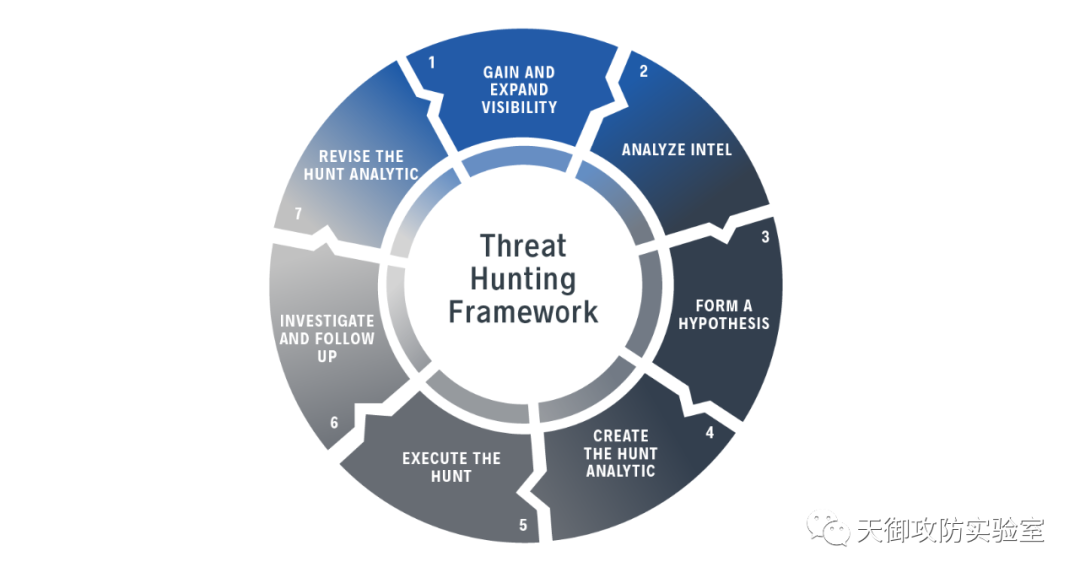 1
GAIN AND
EXPAND
VISIBILITY
2
ANALYZE INTEL
3
FORM A
HYPOTHESIS
4
CREATE
THE HUNT
ANALYTIC
5
EXECUTE THE
HUNT
6
INVESTIGATE
AND FOLLOW
UP
7
REVISE THE
HUNT ANALYTIC
Threat
Hunting
Framework
天御攻防实验室